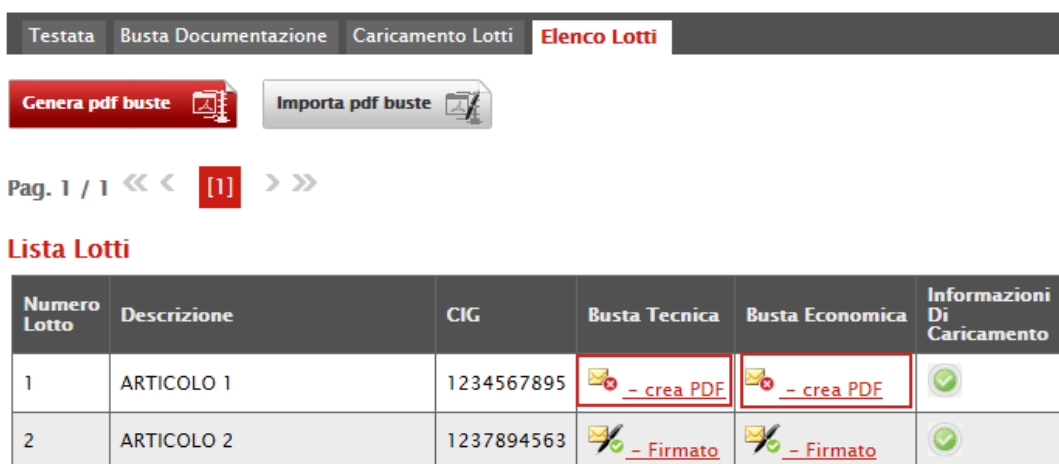 Testata Busta Documentazione Caricamento Lotti Elenco Lotti
Genera pdf buste Importa pdf buste
Pag. 1 / 1 « < [1] > »
Lista Lotti
Numero Lotto Descrizione CIG Busta Tecnica Busta Economica Informazioni Di Caricamento
1 ARTICOLO 1 1234567895 - crea PDF - crea PDF
2 ARTICOLO 2 1237894563 - Firmato - Firmato